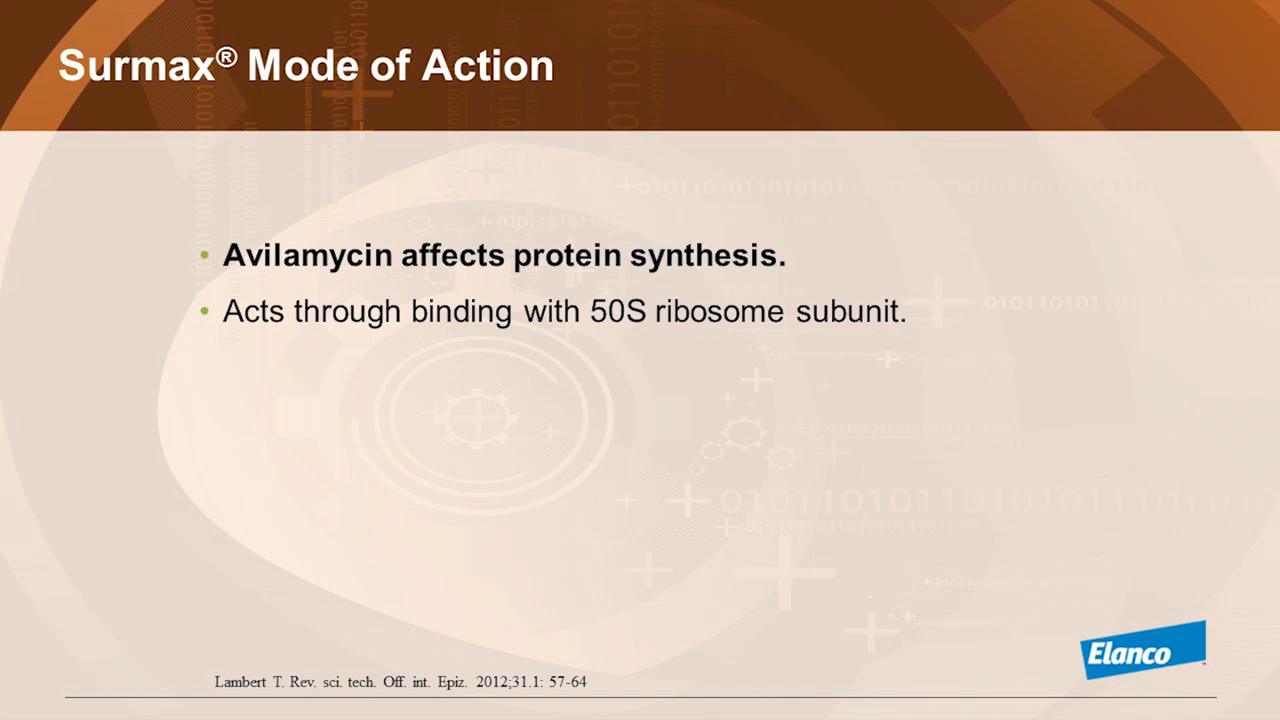 Surmax® Mode of Action
• Avilamycin affects protein synthesis.
• Acts through binding with 50S ribosome subunit.
Elanco
Lambert T. Rev. sci. tech. Off. int. Epiz. 2012;31.1: 57-64